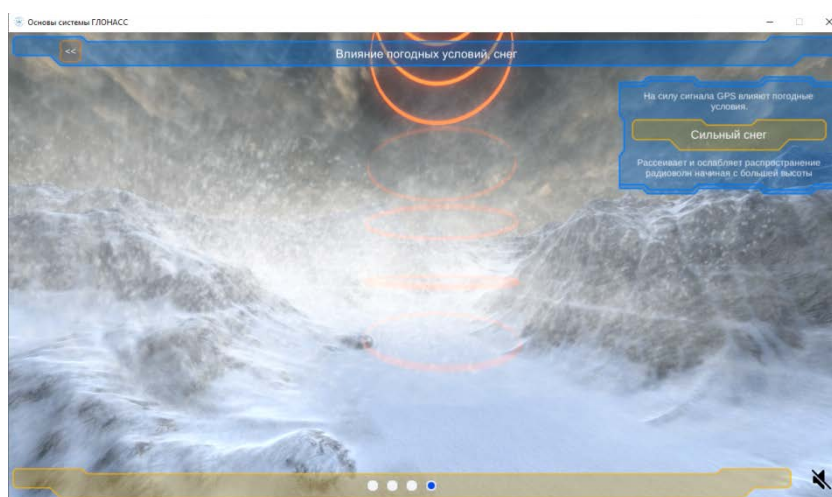 Основы системы ГЛОНАСС
<<
Влияние погодных условий, снег
На силу сигнала GPS влияют погодные
условия.
Сильный снег
Рассеивает и ослабляет распространение
радиоволн начиная с большей высоты